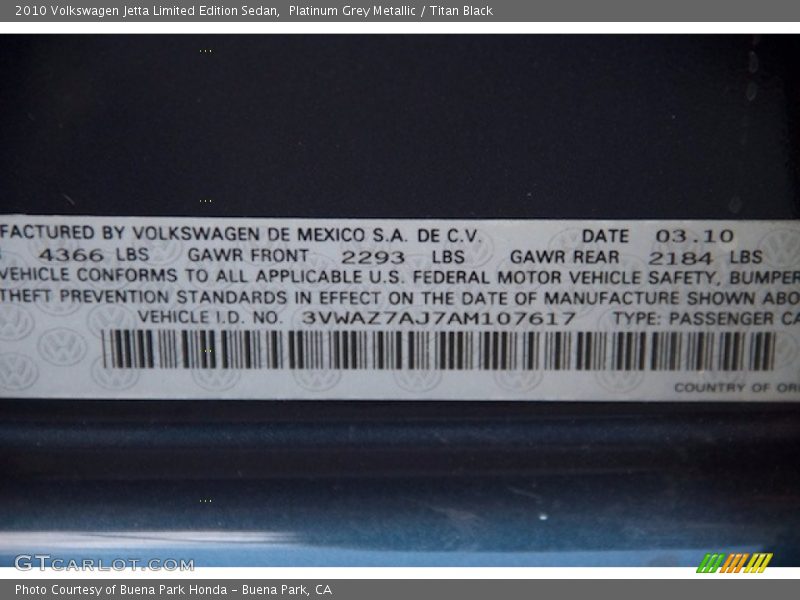 2010 Volkswagen Jetta Limited Edition Sedan,  Platinum Grey Metallic / Titan Black
FACTURED BY VOLKSWAGEN DE MEXICO S.A. DE C.V. DATE 03.10
4366 LBS GAWR FRONT 2293 LBS GAWR REAR 2184 LBS
VEHICLE CONFORMS TO ALL APPLICABLE U.S. FEDERAL MOTOR VEHICLE SAFETY, BUMPER
THEFT PREVENTION STANDARDS IN EFFECT ON THE DATE OF MANUFACTURE SHOWN ABO
VEHICLE I.D. NO. 3VWAZ7AJ7AM107617 TYPE: PASSENGER CA
COUNTRY OF ORI
GTCARLOT.COM
Photo Courtesy of Buena Park Honda - Buena Park, CA